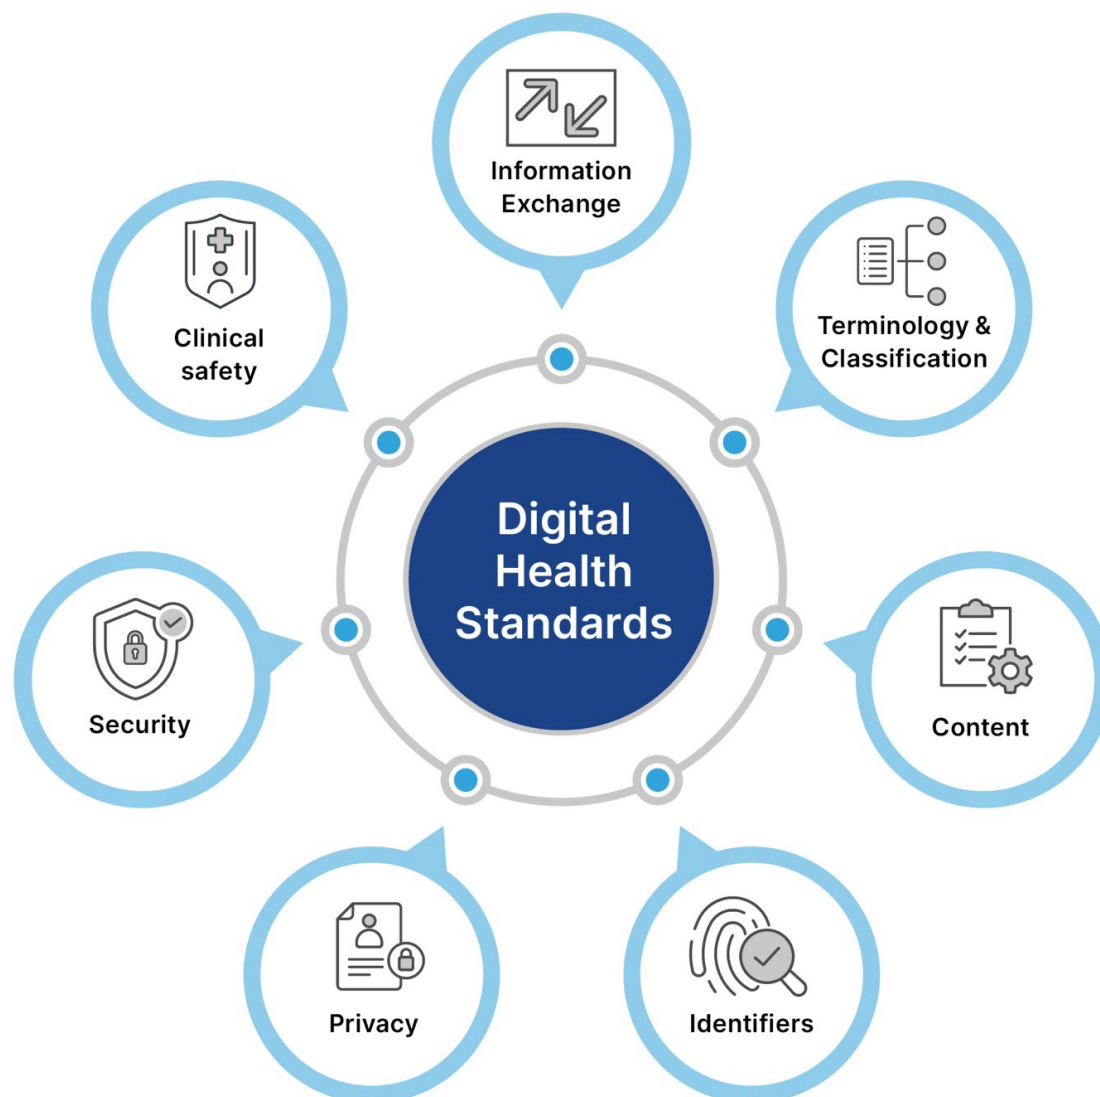 Information
Exchange
Terminology &
Classification
Content
Identifiers
Privacy
Security
Clinical
safety
Digital
Health
Standards